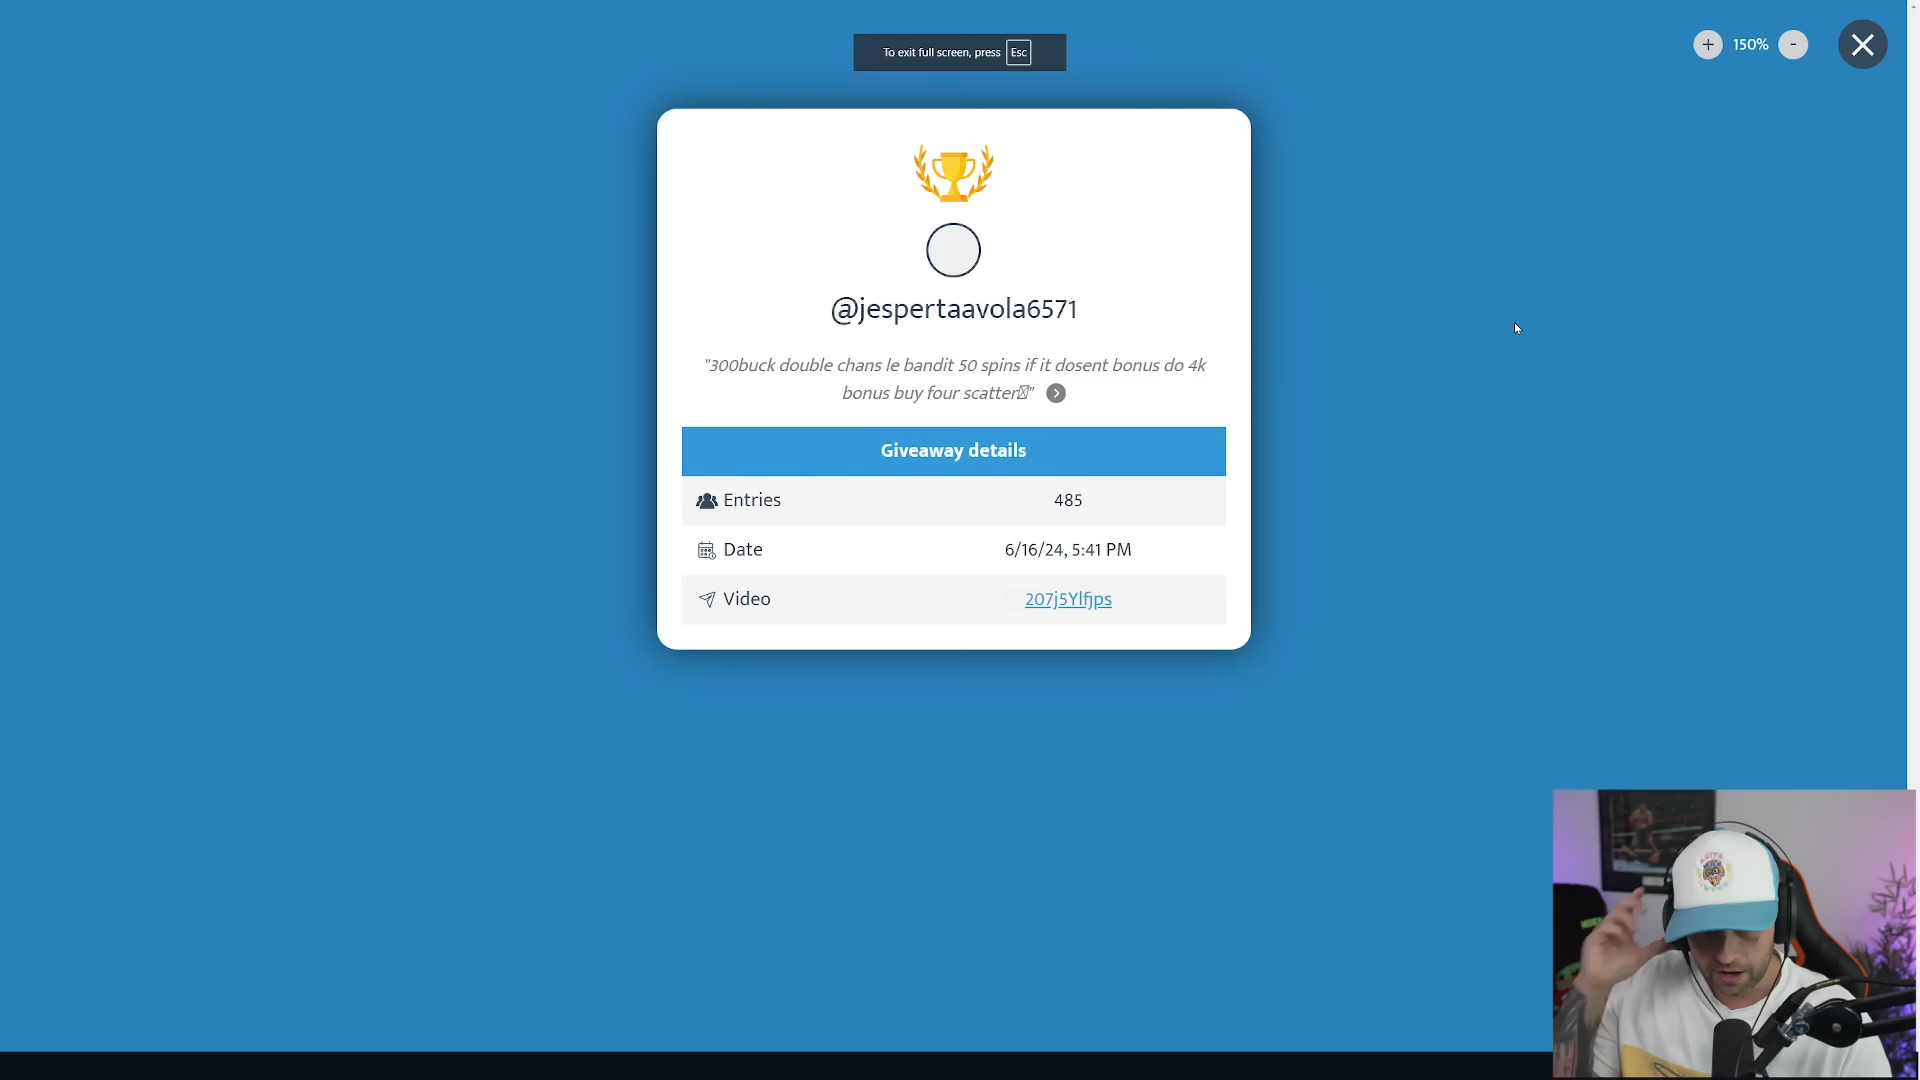 To exit full screen, press Esc
+ 150% -
@jespertaavola6571
"300buck double chans le bandit 50 spins if it dosent bonus do 4k
bonus buy four scatter"
Giveaway details
Entries 485
Date 6/16/24, 5:41 PM
Video 207j5Ylfjps